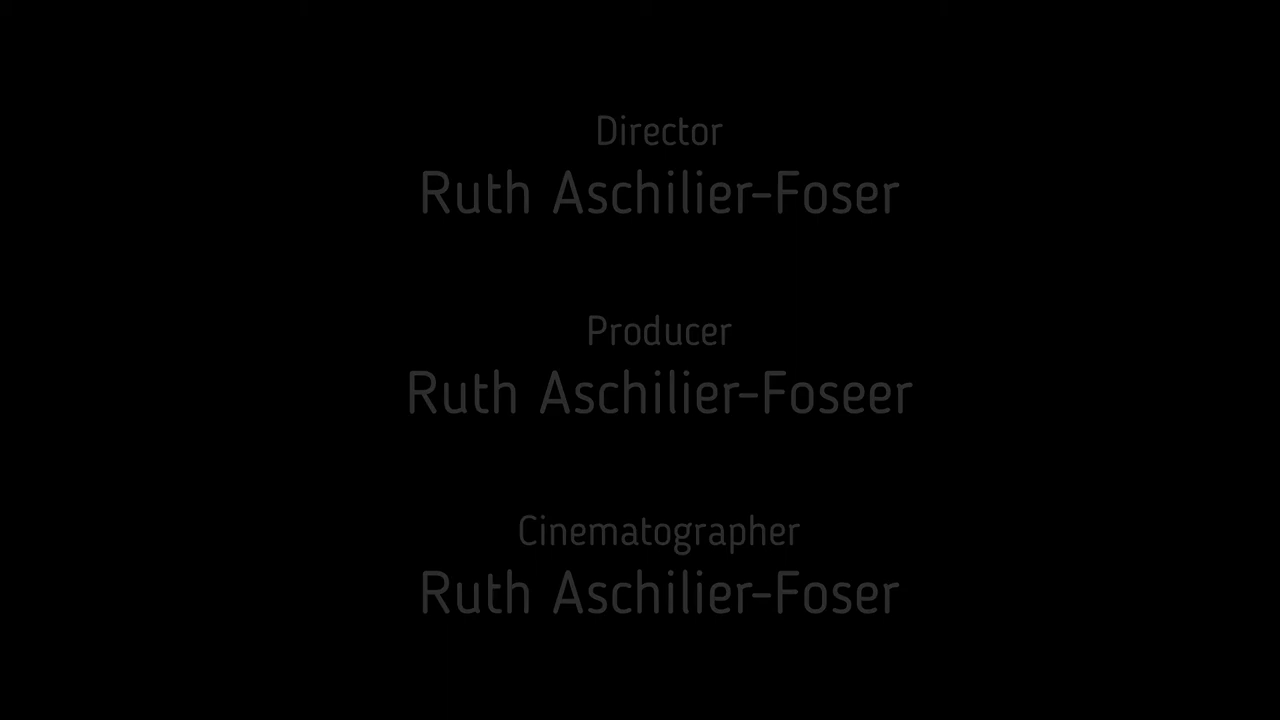 Director
Ruth Aschilier-Foser
Producer
Ruth Aschilier-Foseer
Cinematographer
Ruth Aschilier-Foser